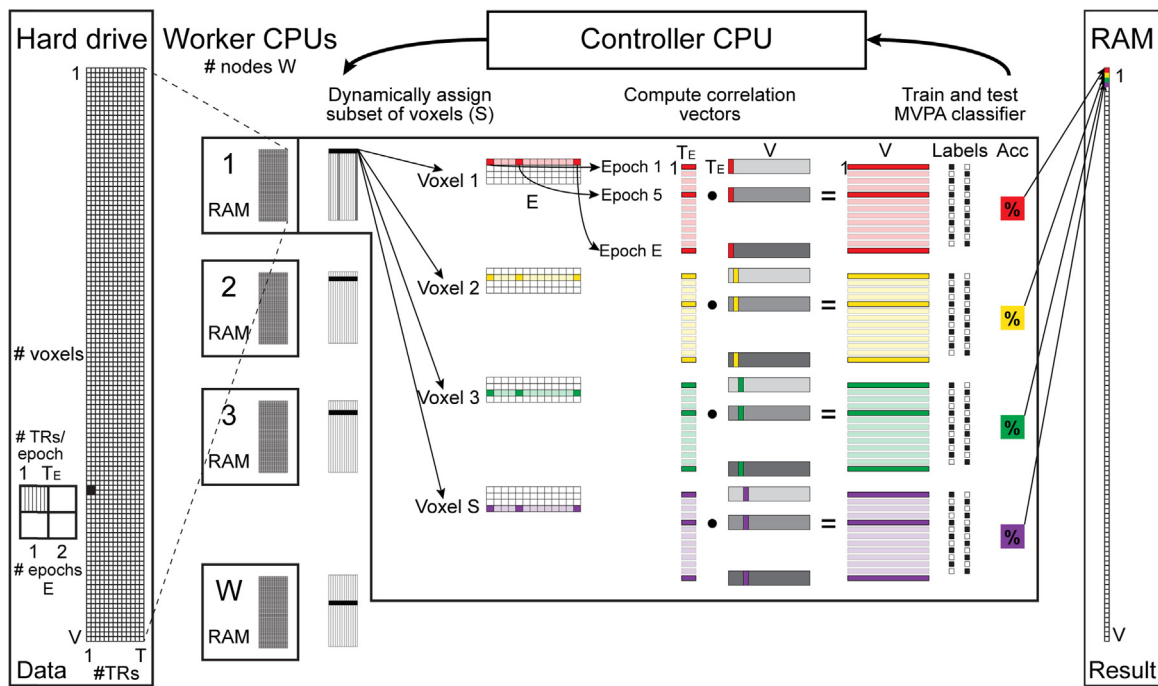 Hard drive
1
# voxels
# TRs/
epoch
1 TE
1 2
# epochs
E
V
1 T
Data #TRs
Worker CPUs
# nodes W
Controller CPU
Dynamically assign
subset of voxels (S)
Compute correlation
vectors
Train and test
MVPA classifier
1
RAM
2
RAM
3
RAM
W
RAM
Voxel 1
E
Voxel 2
Voxel 3
Voxel S
Epoch 1
Epoch 5
Epoch E
TE TE V V Labels Acc
1 1
• =
%
• =
%
• =
%
• =
%
RAM
1
V
Result